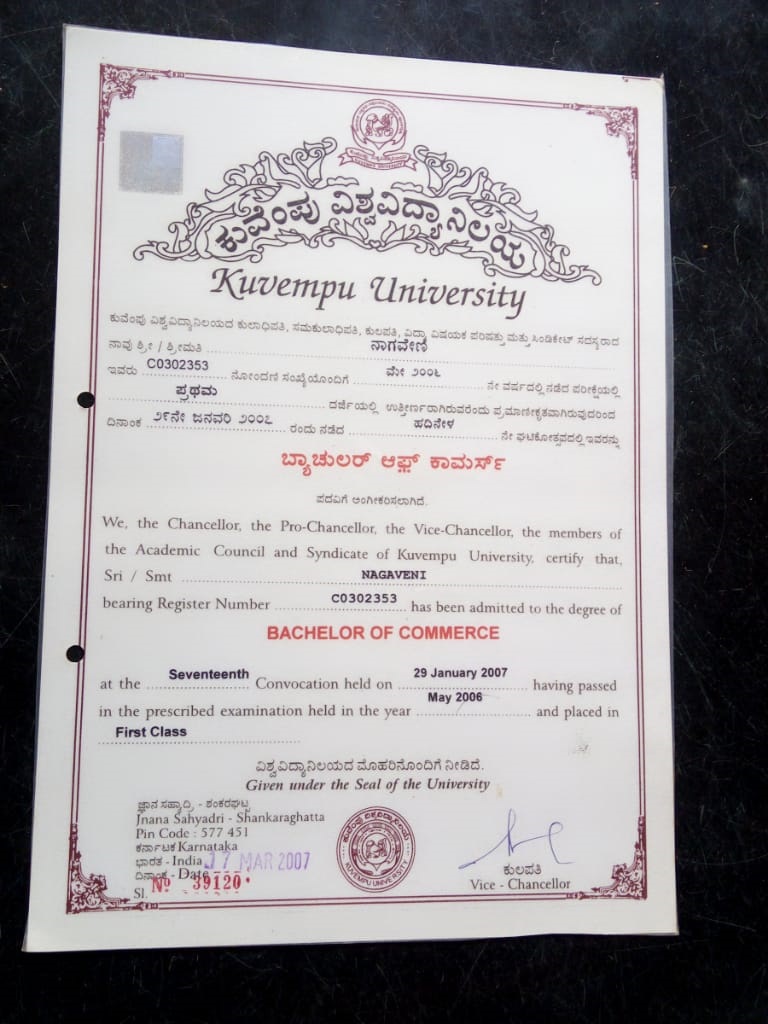 ಕುವೆಂಪು ವಿಶ್ವವಿದ್ಯಾನಿಲಯ
Kuvempu University
ಕುವೆಂಪು ವಿಶ್ವವಿದ್ಯಾನಿಲಯದ ಕುಲಾಧಿಪತಿ, ಸಮಕುಲಾಧಿಪತಿ, ಕುಲಪತಿ, ವಿದ್ಯಾ ವಿಷಯಕ ಪರಿಷತ್ತು ಮತ್ತು ಸಿಂಡಿಕೇಟ್ ಸದಸ್ಯರಾದ
ನಾವು ಶ್ರೀ / ಶ್ರೀಮತಿ ನಾಗವೇಣಿ
ಇವರು C0302353 ನೋಂದಣಿ ಸಂಖ್ಯೆಯೊಂದಿಗೆ ಮೇ ೨೦೦೬ ನೇ ವರ್ಷದಲ್ಲಿ ನಡೆದ ಪರೀಕ್ಷೆಯಲ್ಲಿ
ಪ್ರಥಮ ದರ್ಜೆಯಲ್ಲಿ ಉತ್ತೀರ್ಣರಾಗಿರುವರೆಂದು ಪ್ರಮಾಣೀಕೃತವಾಗಿರುವುದರಿಂದ
ದಿನಾಂಕ ೨೯ನೇ ಜನವರಿ ೨೦೦೭ ರಂದು ನಡೆದ ಹದಿನೇಳ ನೇ ಘಟಿಕೋತ್ಸವದಲ್ಲಿ ಇವರನ್ನು
ಬ್ಯಾಚುಲರ್ ಆಫ್ ಕಾಮರ್ಸ್
ಪದವಿಗೆ ಅಂಗೀಕರಿಸಲಾಗಿದೆ.
We, the Chancellor, the Pro-Chancellor, the Vice-Chancellor, the members of
the Academic Council and Syndicate of Kuvempu University, certify that,
Sri / Smt NAGAVENI
bearing Register Number C0302353 has been admitted to the degree of
BACHELOR OF COMMERCE
at the Seventeenth Convocation held on 29 January 2007 having passed
in the prescribed examination held in the year May 2006 and placed in
First Class
ವಿಶ್ವವಿದ್ಯಾನಿಲಯದ ಮೊಹರಿನೊಂದಿಗೆ ನೀಡಿದೆ.
Given under the Seal of the University
ಜ್ಞಾನ ಸಹ್ಯಾದ್ರಿ - ಶಂಕರಘಟ್ಟ
Jnana Sahyadri - Shankaraghatta
Pin Code : 577 451
ಕರ್ನಾಟಕ Karnataka
ಭಾರತ - India
ದಿನಾಂಕ - Date 17 MAR 2007
Sl. No 39120
KUVEMPU UNIVERSITY
ಕುಲಪತಿ
Vice - Chancellor